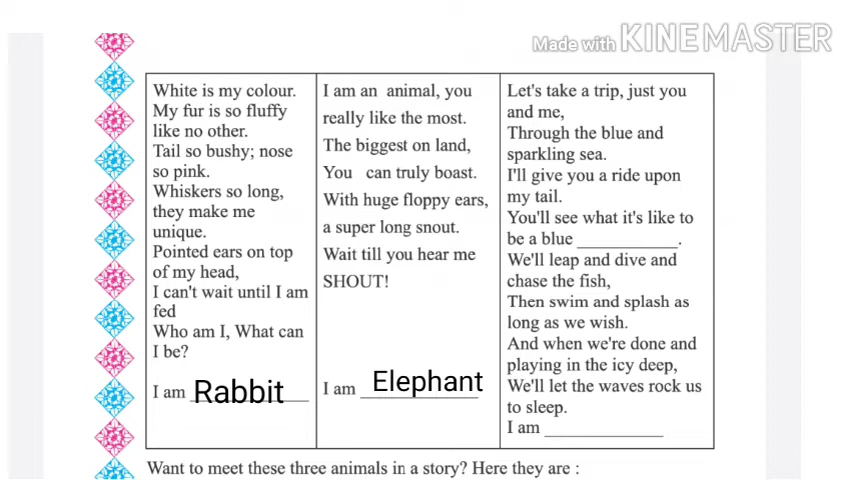 Made with KINEMASTER
White is my colour.
My fur is so fluffy
like no other.
Tail so bushy; nose
so pink.
Whiskers so long,
they make me
unique.
Pointed ears on top
of my head,
I can't wait until I am
fed
Who am I, What can
I be?
I am Rabbit
I am an animal, you
really like the most.
The biggest on land,
You can truly boast.
With huge floppy ears,
a super long snout.
Wait till you hear me
SHOUT!
I am Elephant
Let's take a trip, just you
and me,
Through the blue and
sparkling sea.
I'll give you a ride upon
my tail.
You'll see what it's like to
be a blue ___________.
We'll leap and dive and
chase the fish,
Then swim and splash as
long as we wish.
And when we're done and
playing in the icy deep,
We'll let the waves rock us
to sleep.
I am _____________
Want to meet these three animals in a story? Here they are :